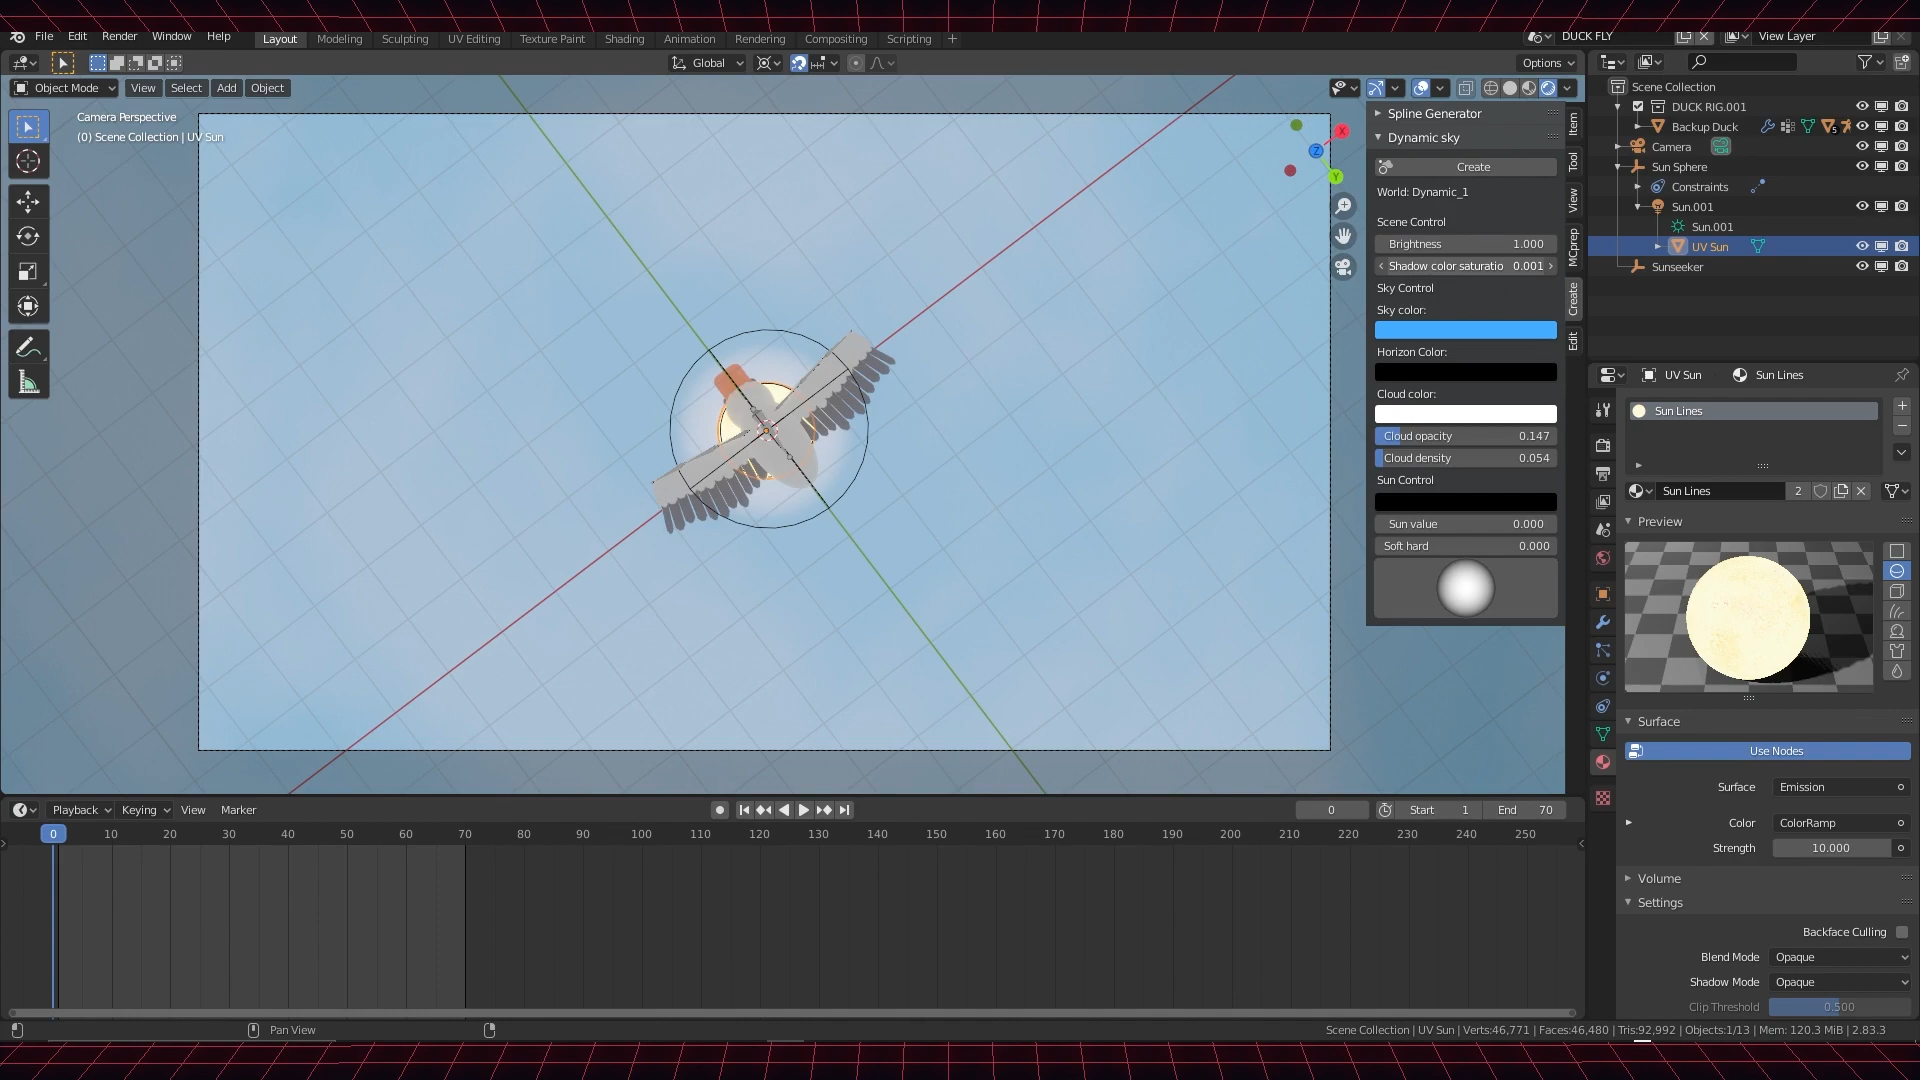 File Edit Render Window Help Layout Modeling Sculpting UV Editing Texture Paint Shading Animation Rendering Compositing Scripting + DUCK FLY View Layer
Global Options
Object Mode View Select Add Object
Camera Perspective
(0) Scene Collection | UV Sun
X
Z
Y
Spline Generator
Dynamic sky
Create
World: Dynamic_1
Scene Control
Brightness 1.000
Shadow color saturatio 0.001
Sky Control
Sky color:
Horizon Color:
Cloud color:
Cloud opacity 0.147
Cloud density 0.054
Sun Control
Sun value 0.000
Soft hard 0.000
Item
Tool
View
MCprep
Create
Edit
Scene Collection
DUCK RIG.001
Backup Duck 5
Camera
Sun Sphere
Constraints
Sun.001
Sun.001
UV Sun
Sunseeker
UV Sun Sun Lines
Sun Lines
Sun Lines 2
Preview
Surface
Use Nodes
Surface Emission
Color ColorRamp
Strength 10.000
Volume
Settings
Backface Culling
Blend Mode Opaque
Shadow Mode Opaque
Clip Threshold 0.500
Playback Keying View Marker 0 Start 1 End 70
0 10 20 30 40 50 60 70 80 90 100 110 120 130 140 150 160 170 180 190 200 210 220 230 240 250
Pan View
Scene Collection | UV Sun | Verts:46,771 | Faces:46,480 | Tris:92,992 | Objects:1/13 | Mem: 120.3 MiB | 2.83.3